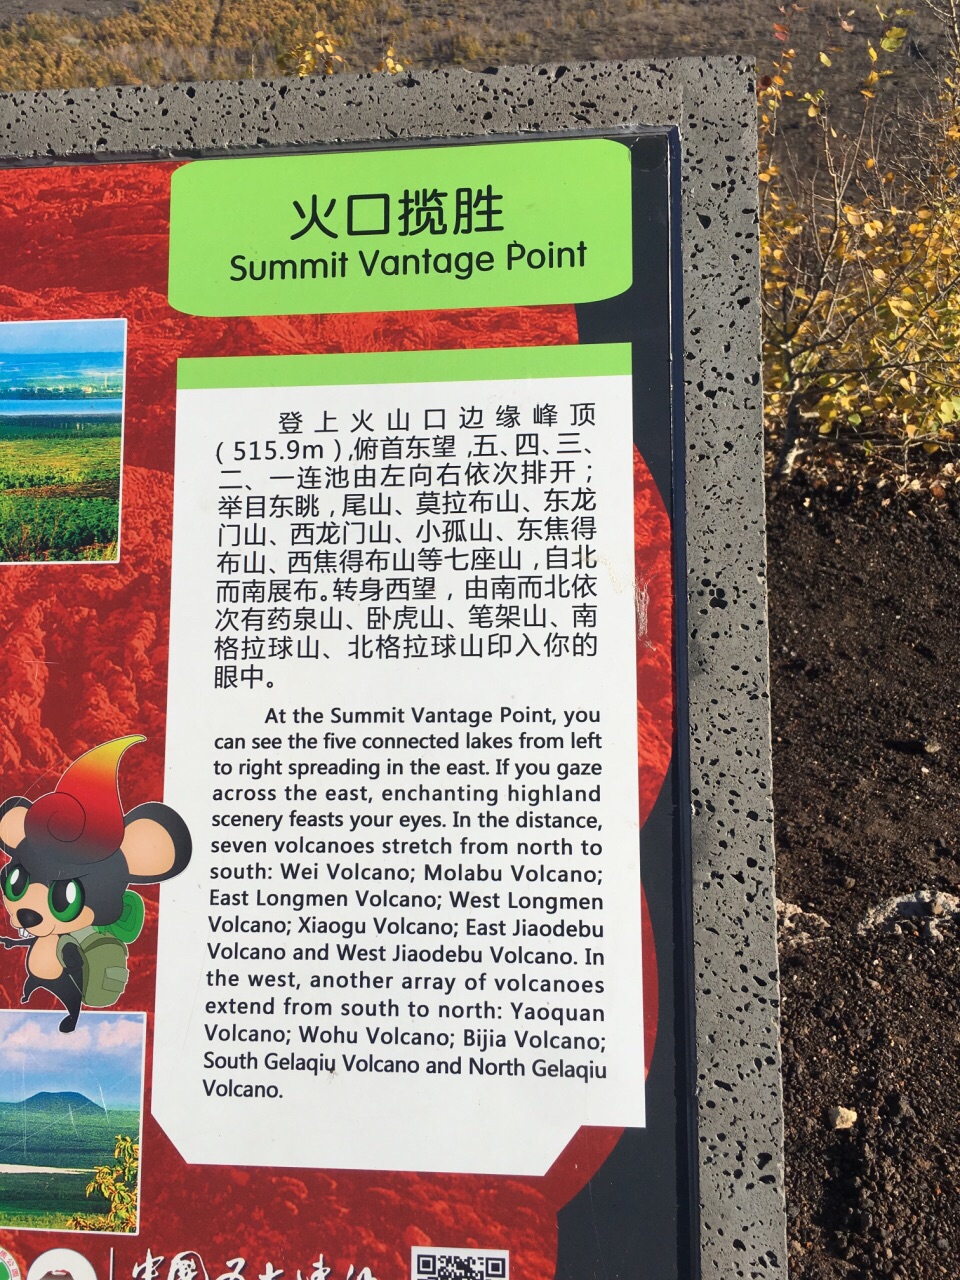 火口揽胜
Summit Vantage Point
登上火山口边缘峰顶
(515.9m),俯首东望,五、四、三、
二、一连池由左向右依次排开;
举目东眺,尾山、莫拉布山、东龙
门山、西龙门山、小孤山、东焦得
布山、西焦得布山等七座山,自北
而南展布。转身西望,由南而北依
次有药泉山、卧虎山、笔架山、南
格拉球山、北格拉球山印入你的
眼中。
At the Summit Vantage Point, you
can see the five connected lakes from left
to right spreading in the east. If you gaze
across the east, enchanting highland
scenery feasts your eyes. In the distance,
seven volcanoes stretch from north to
south: Wei Volcano; Molabu Volcano;
East Longmen Volcano; West Longmen
Volcano; Xiaogu Volcano; East Jiaodebu
Volcano and West Jiaodebu Volcano. In
the west, another array of volcanoes
extend from south to north: Yaoquan
Volcano; Wohu Volcano; Bijia Volcano;
South Gelaqiu Volcano and North Gelaqiu
Volcano.
中国五大连池